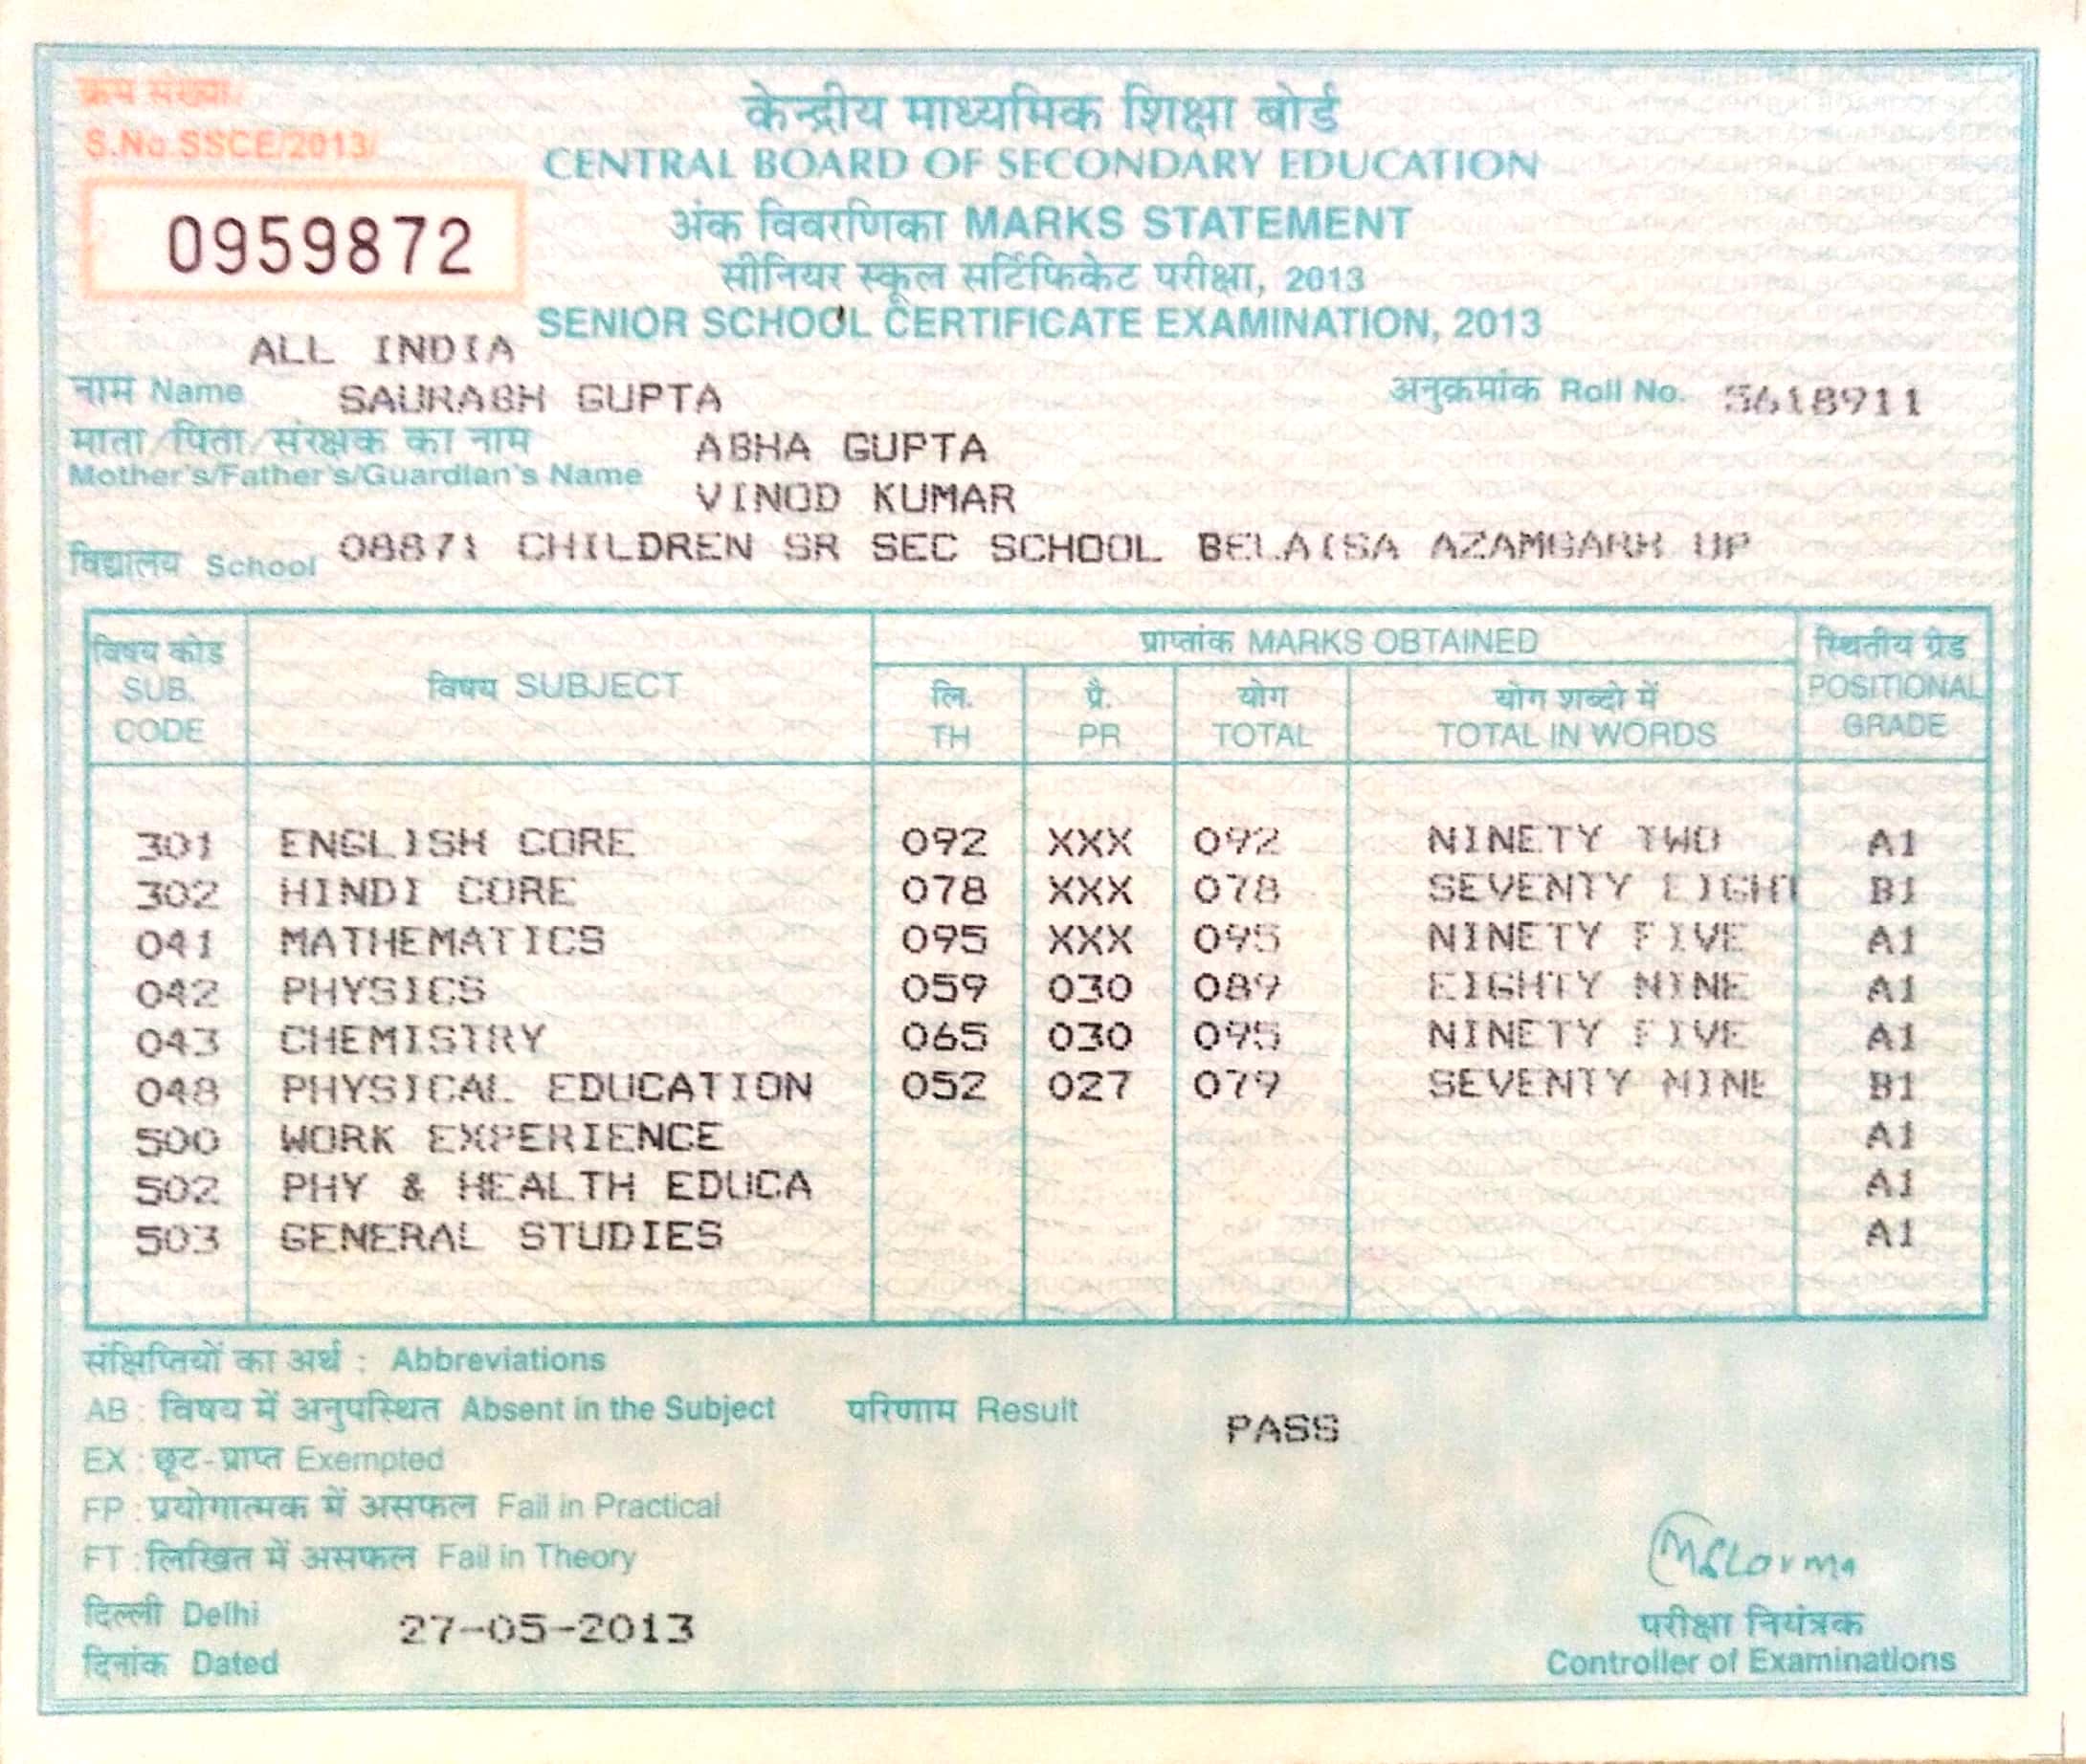 क्रम संख्या/
S.No.SSCE/2013/
0959872
केन्द्रीय माध्यमिक शिक्षा बोर्ड
CENTRAL BOARD OF SECONDARY EDUCATION
अंक विवरणिका MARKS STATEMENT
सीनियर स्कूल सर्टिफिकेट परीक्षा, 2013
SENIOR SCHOOL CERTIFICATE EXAMINATION, 2013
ALL INDIA
नाम Name SAURABH GUPTA अनुक्रमांक Roll No. 5618911
माता/पिता/संरक्षक का नाम ABHA GUPTA
Mother's/Father's/Guardian's Name VINOD KUMAR
विद्यालय School 08871 CHILDREN SR SEC SCHOOL BELAISA AZAMGARH UP
विषय कोड SUB. CODE विषय SUBJECT प्राप्तांक MARKS OBTAINED स्थितीय ग्रेड POSITIONAL GRADE
लि. TH प्रै. PR योग TOTAL योग शब्दो में TOTAL IN WORDS
301 ENGLISH CORE 092 XXX 092 NINETY TWO A1
302 HINDI CORE 078 XXX 078 SEVENTY EIGHT B1
041 MATHEMATICS 095 XXX 095 NINETY FIVE A1
042 PHYSICS 059 030 089 EIGHTY NINE A1
043 CHEMISTRY 065 030 095 NINETY FIVE A1
048 PHYSICAL EDUCATION 052 027 079 SEVENTY NINE B1
500 WORK EXPERIENCE A1
502 PHY & HEALTH EDUCA A1
503 GENERAL STUDIES A1
संक्षिप्तियों का अर्थ : Abbreviations
AB : विषय में अनुपस्थित Absent in the Subject परिणाम Result PASS
EX : छूट-प्राप्त Exempted
FP : प्रयोगात्मक में असफल Fail in Practical
FT : लिखित में असफल Fail in Theory
दिल्ली Delhi
दिनांक Dated 27-05-2013
परीक्षा नियंत्रक
Controller of Examinations